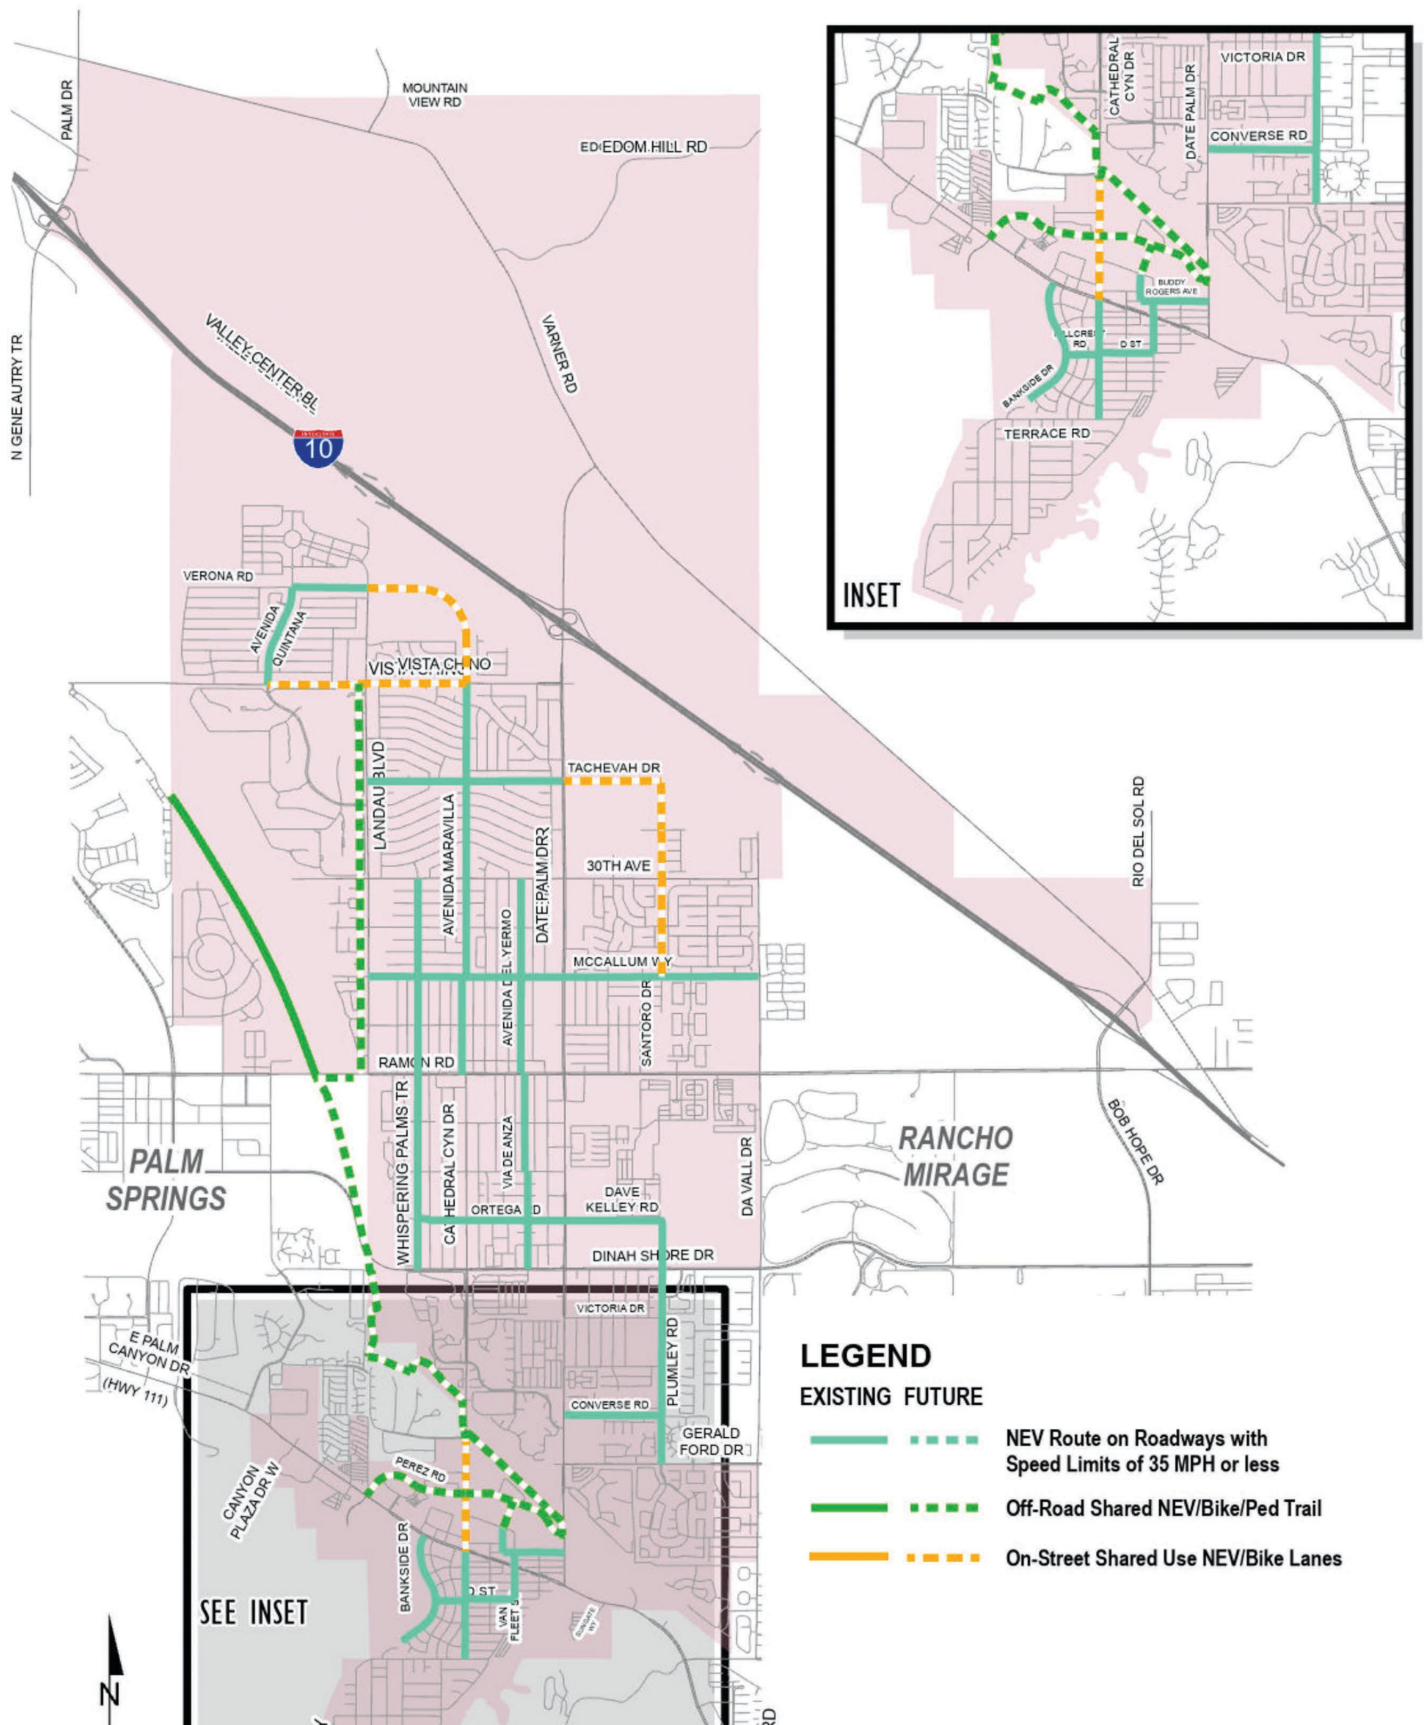 PALM DR
MOUNTAIN
VIEW RD
EDOM HILL RD
N GENE AUTRY TR
VALLEY CENTER BL
VARNER RD
10
CATHEDRAL
CYN DR
DATE PALM DR
VICTORIA DR
CONVERSE RD
BUDDY
ROGERS AVE
RD
D ST
BANKSIDE DR
TERRACE RD
INSET
VERONA RD
AVENIDA
QUINTANA
VISTA CHINO
LANDAU BLVD
TACHEVAH DR
AVENIDA MARAVILLA
30TH AVE
DATE PALM DR
AVENIDA DEL YERMO
MCCALLUM WY
SANTORO DR
RIO DEL SOL RD
RAMON RD
WHISPERING PALMS TR
CATHEDRAL CYN DR
VIA DE ANZA
DA VALL DR
BOB HOPE DR
PALM
SPRINGS
RANCHO
MIRAGE
DAVE
KELLEY RD
ORTEGA RD
DINAH SHORE DR
VICTORIA DR
PLUMLEY RD
E PALM
CANYON DR
(HWY 111)
CONVERSE RD
GERALD
FORD DR
PEREZ RD
CANYON
PLAZA DR W
BANKSIDE DR
D ST
VAN
FLEET S
SUNGATE
WY
SEE INSET
N
RD
LEGEND
EXISTING FUTURE
NEV Route on Roadways with
Speed Limits of 35 MPH or less
Off-Road Shared NEV/Bike/Ped Trail
On-Street Shared Use NEV/Bike Lanes